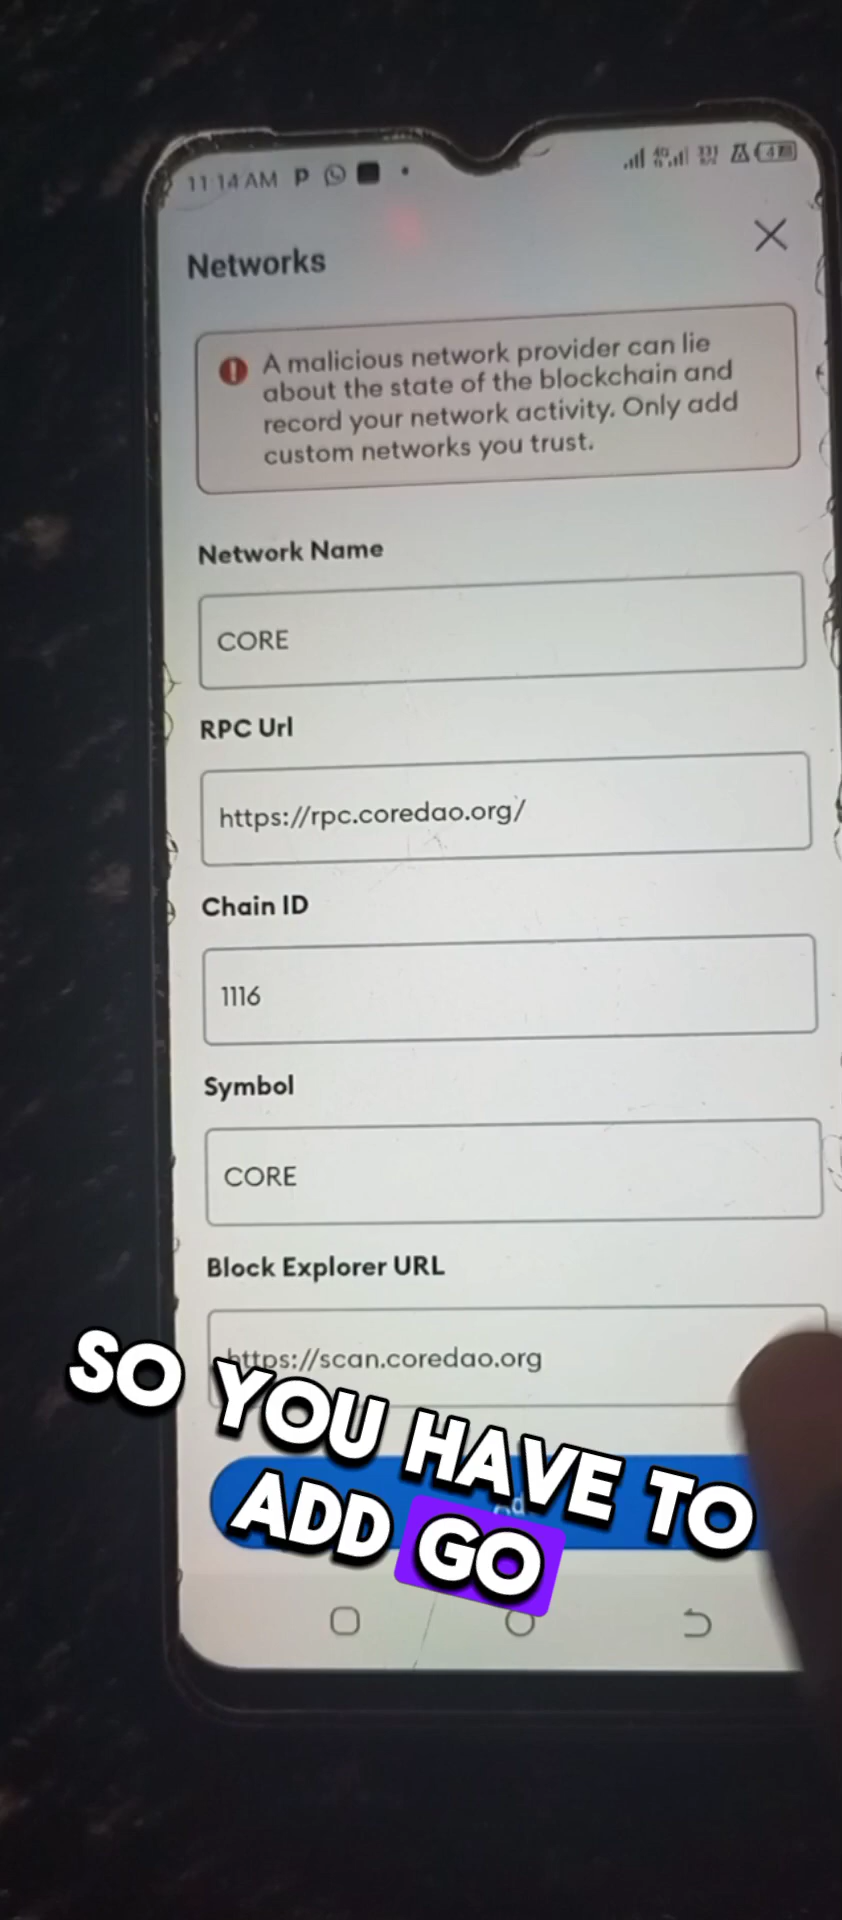 11:14 AM
Networks
A malicious network provider can lie
about the state of the blockchain and
record your network activity. Only add
custom networks you trust.
Network Name
CORE
RPC Url
https://rpc.coredao.org/
Chain ID
1116
Symbol
CORE
Block Explorer URL
https://scan.coredao.org
SO YOU HAVE TO
ADD GO